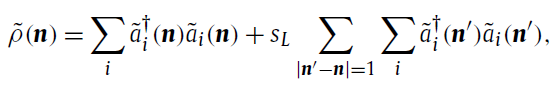 ρ̃(n) = ∑_i ã_i^†(n)ã_i(n) + s_L ∑_{|n′−n|=1} ∑_i ã_i^†(n′)ã_i(n′),